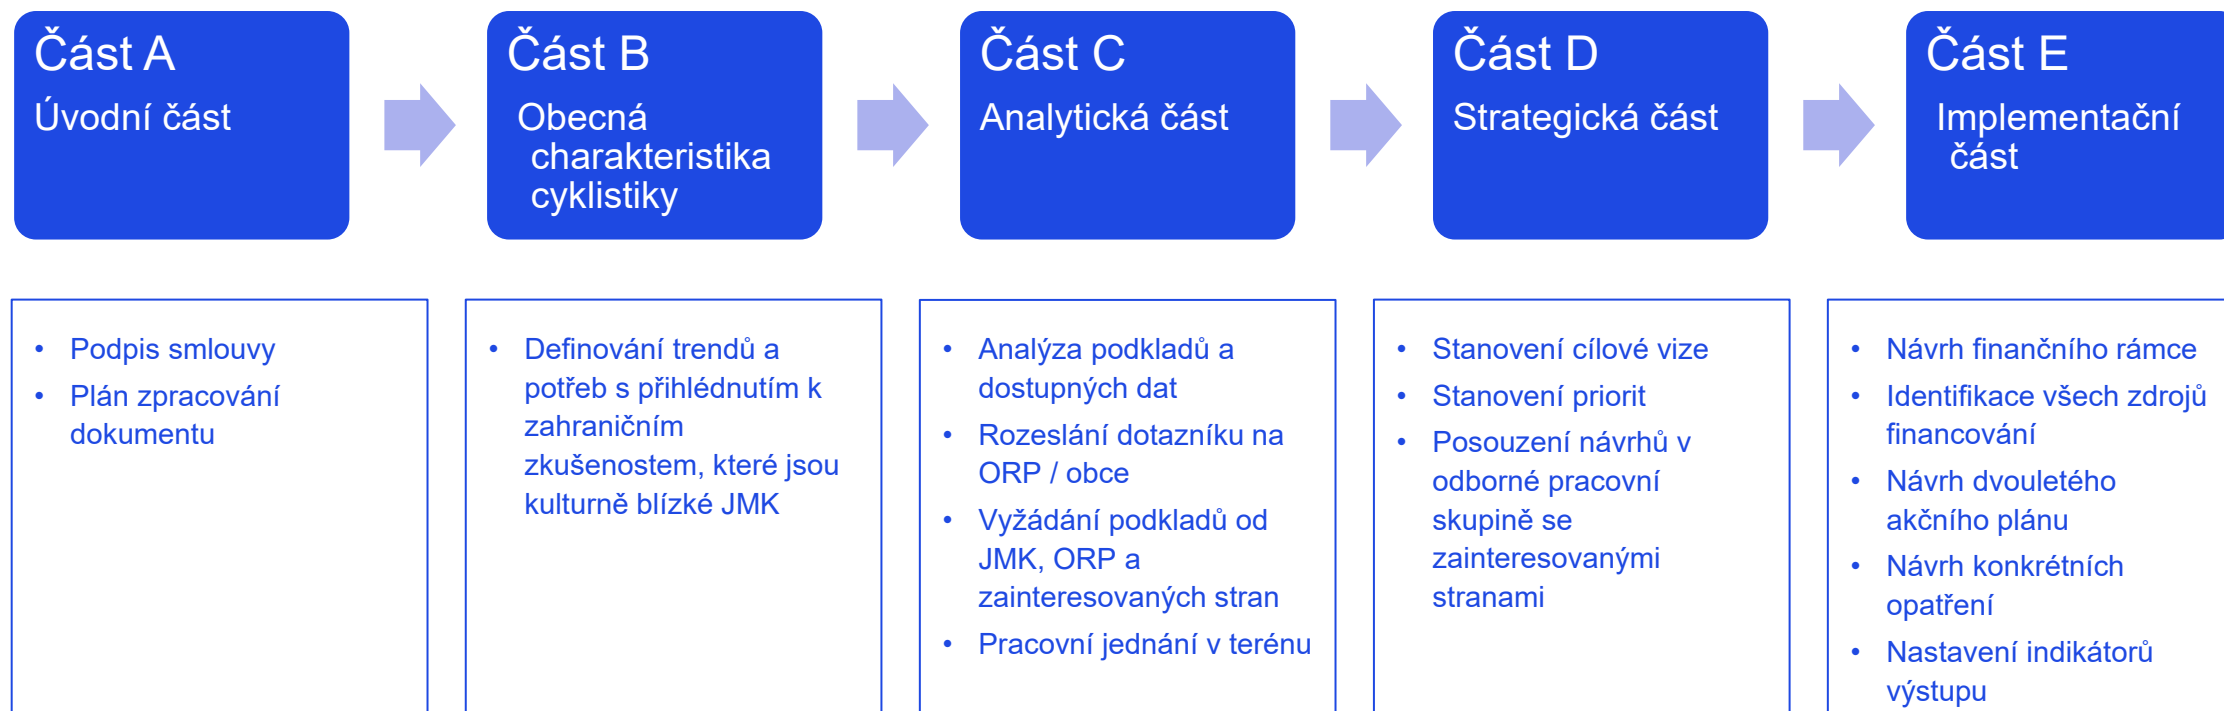 Část A
Úvodní část
Část B
Obecná
charakteristika
cyklistiky
Část C
Analytická část
Část D
Strategická část
Část E
Implementační
část
• Podpis smlouvy
• Plán zpracování
dokumentu
• Definování trendů a
potřeb s přihlédnutím k
zahraničním
zkušenostem, které jsou
kulturně blízké JMK
• Analýza podkladů a
dostupných dat
• Rozeslání dotazníku na
ORP / obce
• Vyžádání podkladů od
JMK, ORP a
zainteresovaných stran
• Pracovní jednání v terénu
• Stanovení cílové vize
• Stanovení priorit
• Posouzení návrhů v
odborné pracovní
skupině se
zainteresovanými
stranami
• Návrh finančního rámce
• Identifikace všech zdrojů
financování
• Návrh dvouletého
akčního plánu
• Návrh konkrétních
opatření
• Nastavení indikátorů
výstupu